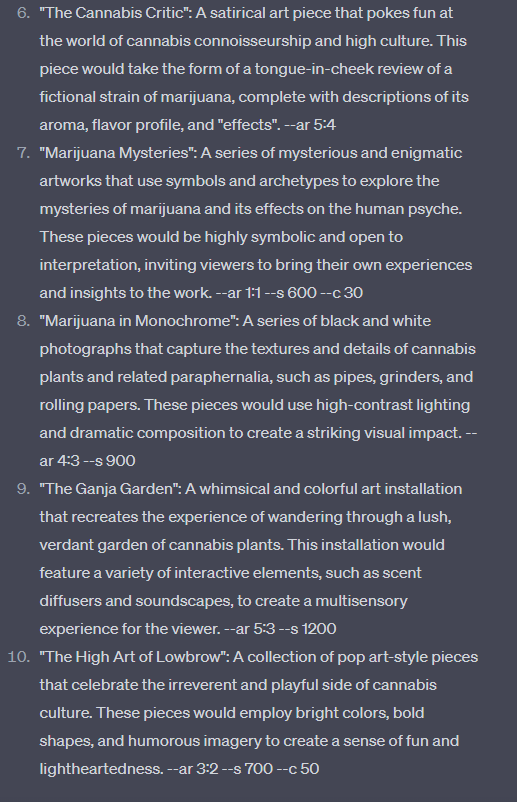 6. "The Cannabis Critic": A satirical art piece that pokes fun at
the world of cannabis connoisseurship and high culture. This
piece would take the form of a tongue-in-cheek review of a
fictional strain of marijuana, complete with descriptions of its
aroma, flavor profile, and "effects". --ar 5:4
7. "Marijuana Mysteries": A series of mysterious and enigmatic
artworks that use symbols and archetypes to explore the
mysteries of marijuana and its effects on the human psyche.
These pieces would be highly symbolic and open to
interpretation, inviting viewers to bring their own experiences
and insights to the work. --ar 1:1 --s 600 --c 30
8. "Marijuana in Monochrome": A series of black and white
photographs that capture the textures and details of cannabis
plants and related paraphernalia, such as pipes, grinders, and
rolling papers. These pieces would use high-contrast lighting
and dramatic composition to create a striking visual impact. --
ar 4:3 --s 900
9. "The Ganja Garden": A whimsical and colorful art installation
that recreates the experience of wandering through a lush,
verdant garden of cannabis plants. This installation would
feature a variety of interactive elements, such as scent
diffusers and soundscapes, to create a multisensory
experience for the viewer. --ar 5:3 --s 1200
10. "The High Art of Lowbrow": A collection of pop art-style pieces
that celebrate the irreverent and playful side of cannabis
culture. These pieces would employ bright colors, bold
shapes, and humorous imagery to create a sense of fun and
lightheartedness. --ar 3:2 --s 700 --c 50